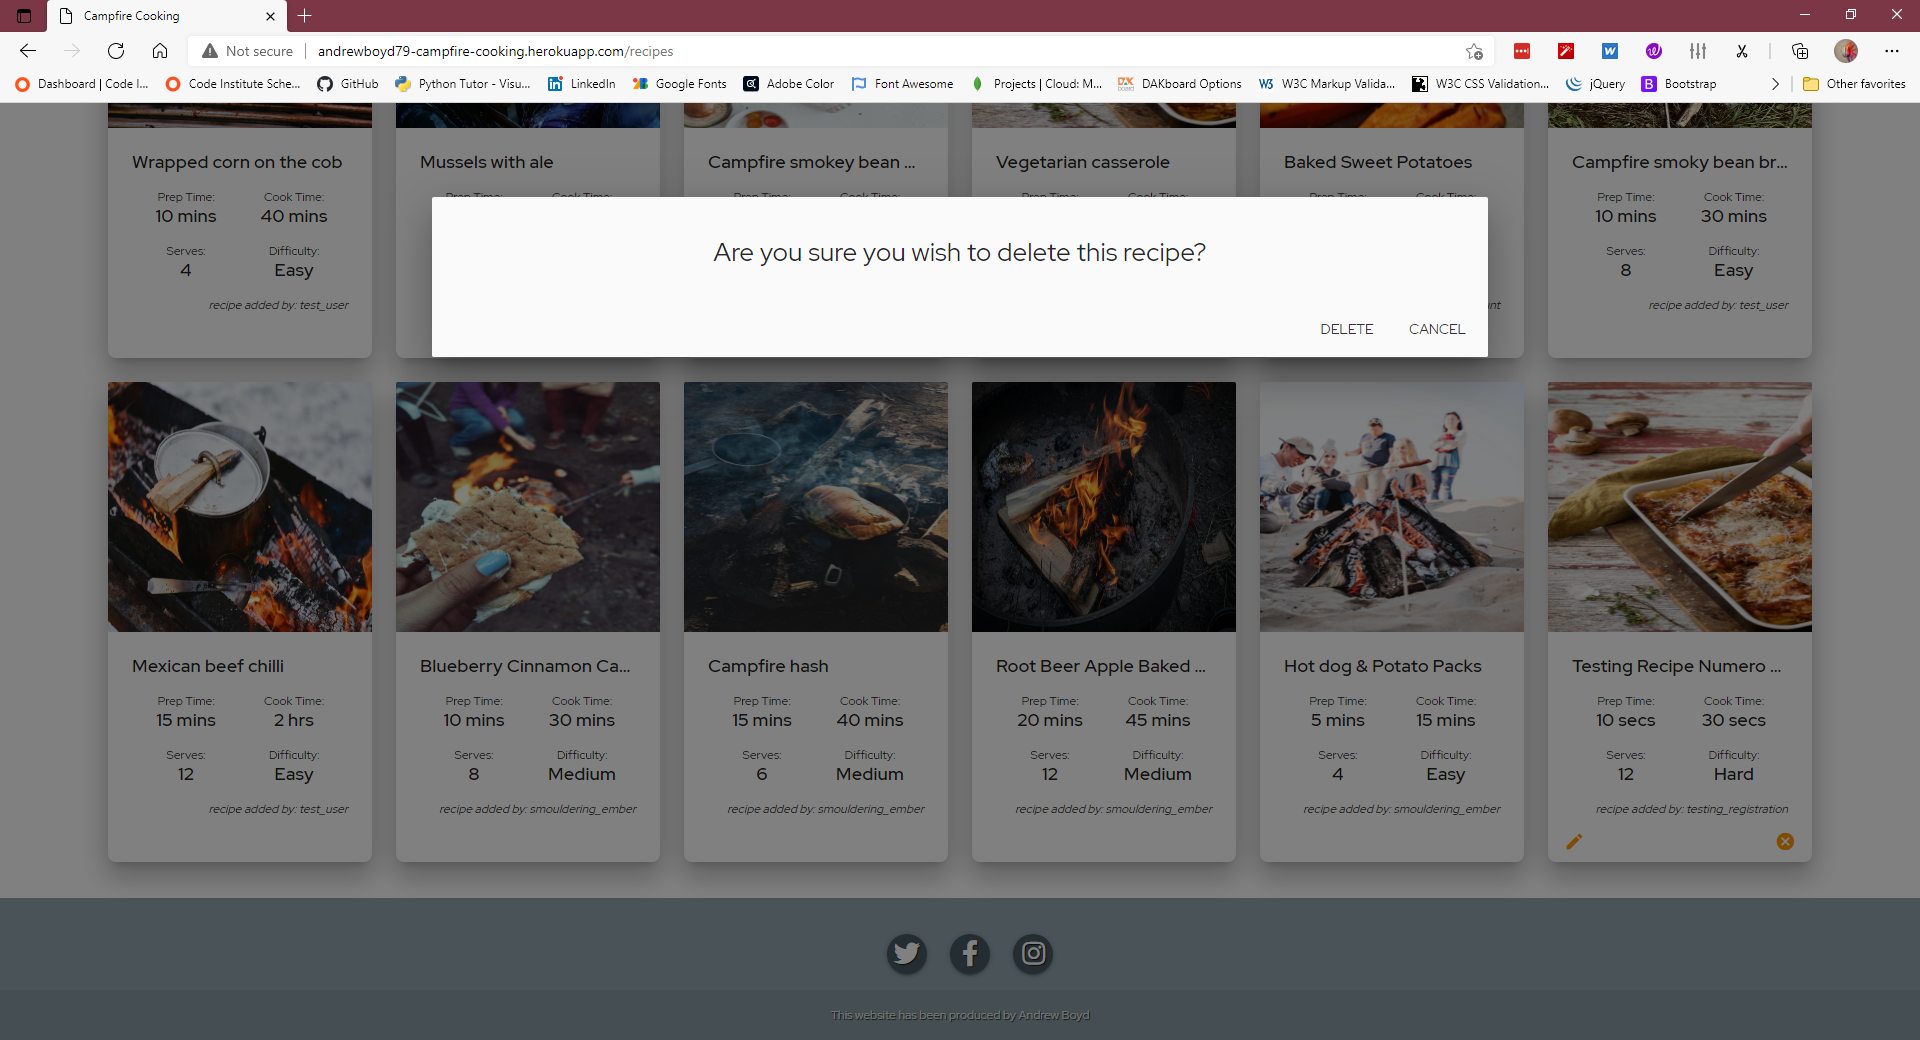 Campfire Cooking
Not secure
andrewboyd79-campfire-cooking.herokuapp.com/recipes
Dashboard | Code I...
Code Institute Sche...
GitHub
Python Tutor - Visu...
LinkedIn
Google Fonts
Adobe Color
Font Awesome
Projects | Cloud: M...
DAKboard Options
W3C Markup Valida...
W3C CSS Validation...
jQuery
Bootstrap
Other favorites
Wrapped corn on the cob
Mussels with ale
Campfire smokey bean ...
Vegetarian casserole
Baked Sweet Potatoes
Campfire smoky bean br...
Prep Time: Cook Time:
10 mins 40 mins
Serves: Difficulty:
4 Easy
recipe added by: test_user
Prep Time: Cook Time:
10 mins 30 mins
Serves: Difficulty:
8 Easy
recipe added by: test_user
Are you sure you wish to delete this recipe?
DELETE CANCEL
Mexican beef chilli
Prep Time: Cook Time:
15 mins 2 hrs
Serves: Difficulty:
12 Easy
recipe added by: test_user
Blueberry Cinnamon Ca...
Prep Time: Cook Time:
10 mins 30 mins
Serves: Difficulty:
8 Medium
recipe added by: smouldering_ember
Campfire hash
Prep Time: Cook Time:
15 mins 40 mins
Serves: Difficulty:
6 Medium
recipe added by: smouldering_ember
Root Beer Apple Baked ...
Prep Time: Cook Time:
20 mins 45 mins
Serves: Difficulty:
12 Medium
recipe added by: smouldering_ember
Hot dog & Potato Packs
Prep Time: Cook Time:
5 mins 15 mins
Serves: Difficulty:
4 Easy
recipe added by: smouldering_ember
Testing Recipe Numero ...
Prep Time: Cook Time:
10 secs 30 secs
Serves: Difficulty:
12 Hard
recipe added by: testing_registration
This website has been produced by Andrew Boyd